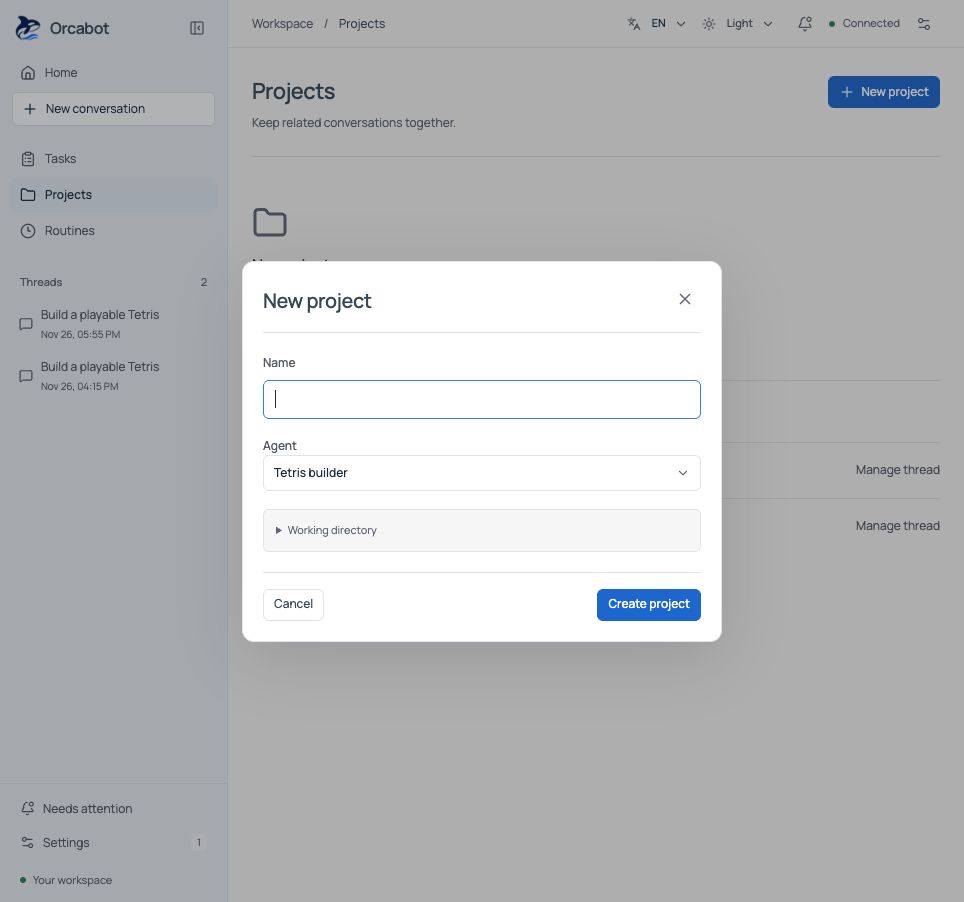 Orcabot
Home
New conversation
Tasks
Projects
Routines
Threads 2
Build a playable Tetris
Nov 26, 05:55 PM
Build a playable Tetris
Nov 26, 04:15 PM
Needs attention
Settings 1
Your workspace
Workspace / Projects
EN Light Connected
Projects
New project
Keep related conversations together.
New project
Name
Agent
Tetris builder
Working directory
Cancel Create project
Manage thread
Manage thread